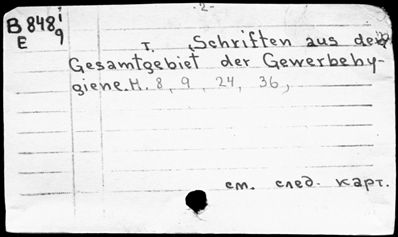 -2-
B 848 i/9
E
T. Schriften aus dem
Gesamtgebiet der Gewerbehy-
giene. H. 8, 9, 24, 36,
см. след. карт.